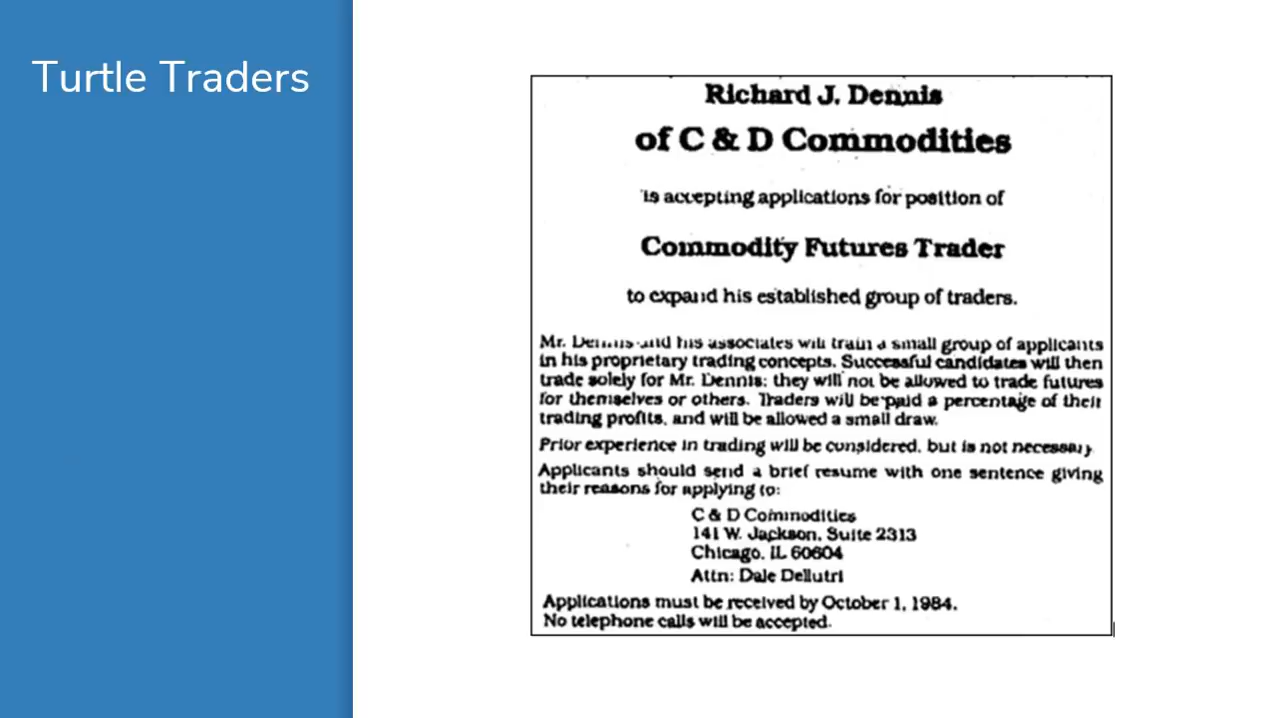 Turtle Traders
Richard J. Dennis
of C & D Commodities
is accepting applications for position of
Commodity Futures Trader
to expand his established group of traders.
Mr. Dennis and his associates will train a small group of applicants
in his proprietary trading concepts. Successful candidates will then
trade solely for Mr. Dennis: they will not be allowed to trade futures
for themselves or others. Traders will be paid a percentage of their
trading profits, and will be allowed a small draw.
Prior experience in trading will be considered, but is not necessary.
Applicants should send a brief resume with one sentence giving
their reasons for applying to:
C & D Commodities
141 W. Jackson, Suite 2313
Chicago, IL 60604
Attn: Dale Dellutri
Applications must be received by October 1, 1984.
No telephone calls will be accepted.